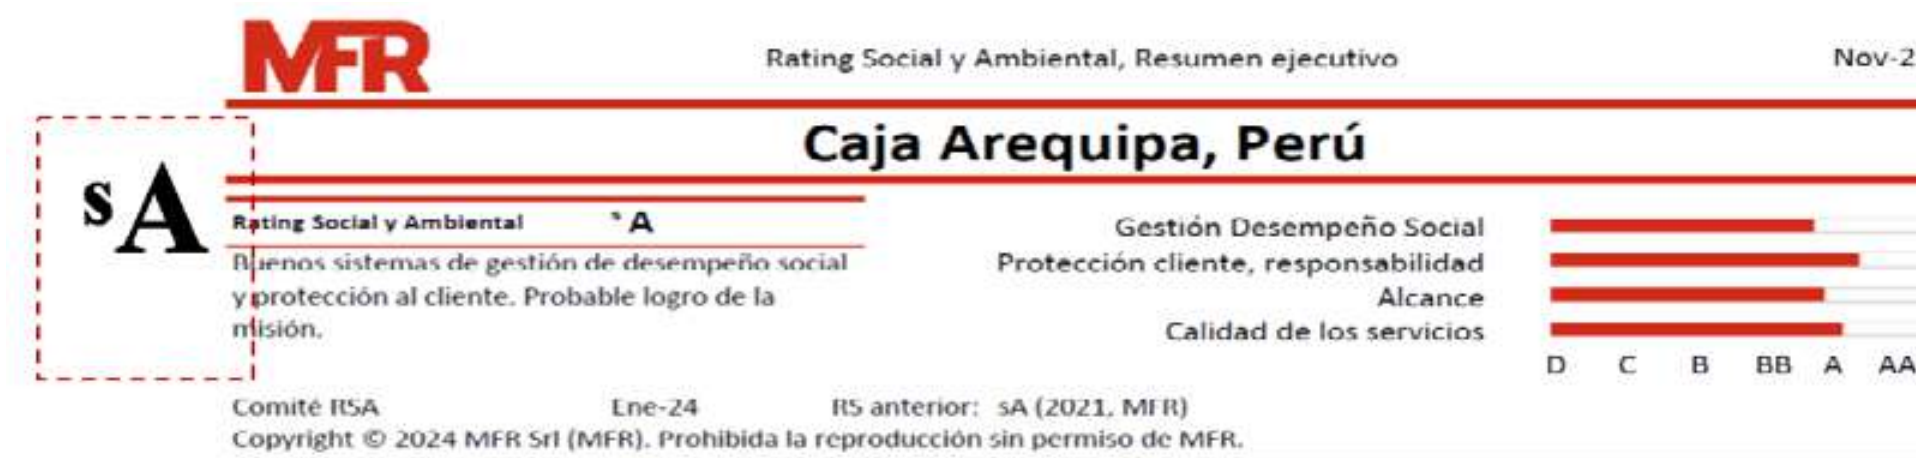 MFR
Rating Social y Ambiental, Resumen ejecutivo
Nov-2
Caja Arequipa, Perú
sA
Rating Social y Ambiental sA
Buenos sistemas de gestión de desempeño social
y protección al cliente. Probable logro de la
misión.
Gestión Desempeño Social
Protección cliente, responsabilidad
Alcance
Calidad de los servicios
D C B BB A AA
Comité RSA Ene-24 RS anterior: sA (2021, MFR)
Copyright © 2024 MFR Srl (MFR). Prohibida la reproducción sin permiso de MFR.